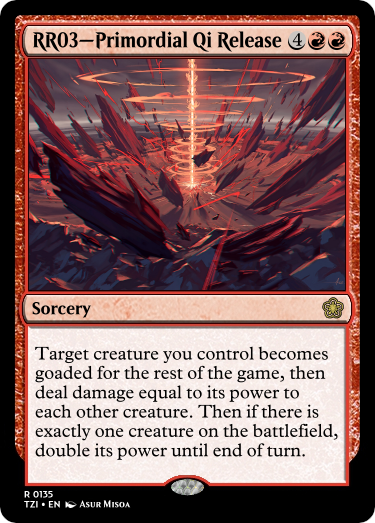 RR03—Primordial Qi Release 4
Sorcery
Target creature you control becomes
goaded for the rest of the game, then
deal damage equal to its power to
each other creature. Then if there is
exactly one creature on the battlefield,
double its power until end of turn.
R 0135
TZI • EN Asur Misoa